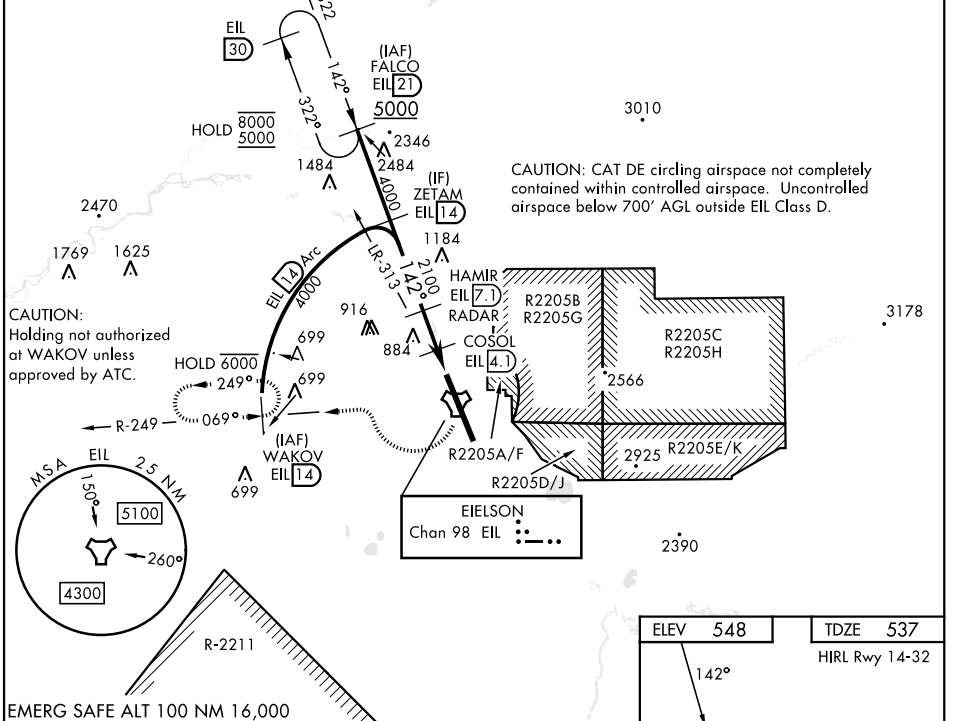 322
EIL
30
142°
322°
(IAF)
FALCO
EIL 21
5000
HOLD 8000
5000
2346
2484
1484
4000
3010
CAUTION: CAT DE circling airspace not completely
contained within controlled airspace. Uncontrolled
airspace below 700' AGL outside EIL Class D.
(IF)
ZETAM
EIL 14
2470
1769
1625
1184
LR-313
142°
2100
EIL 14 Arc
4000
HAMIR
EIL 7.1
RADAR
R2205B
R2205G
R2205C
R2205H
3178
CAUTION:
Holding not authorized
at WAKOV unless
approved by ATC.
916
884
699
COSOL
EIL 4.1
HOLD 6000
249°
699
2566
R-249
069°
(IAF)
WAKOV
EIL 14
699
R2205A/F
R2205D/J
2925
R2205E/K
MSA EIL 25 NM
150°
5100
260°
4300
EIELSON
Chan 98 EIL
2390
R-2211
ELEV 548
TDZE 537
HIRL Rwy 14-32
142°
EMERG SAFE ALT 100 NM 16,000